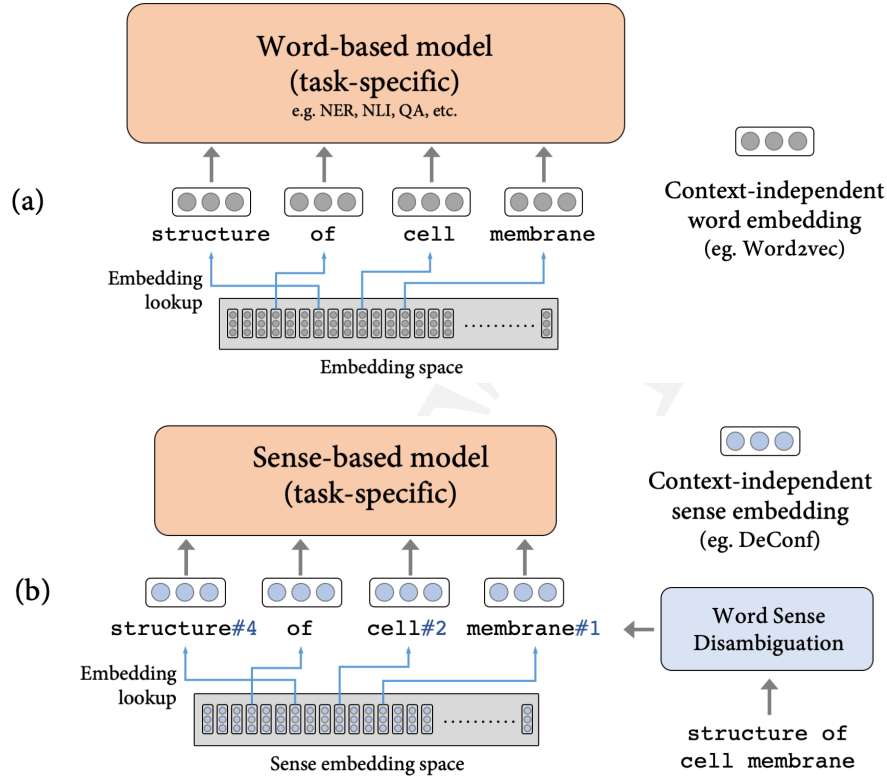 Word-based model
(task-specific)
e.g. NER, NLI, QA, etc.
(a)
structure of cell membrane
Embedding
lookup
Embedding space
Context-independent
word embedding
(eg. Word2vec)
Sense-based model
(task-specific)
(b)
structure#4 of cell#2 membrane#1
Embedding
lookup
Sense embedding space
Context-independent
sense embedding
(eg. DeConf)
Word Sense
Disambiguation
structure of
cell membrane